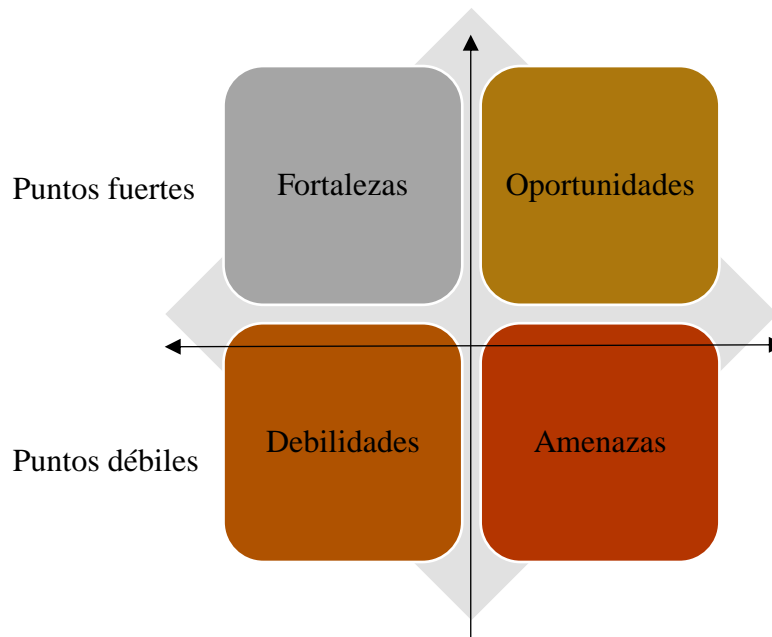 Puntos fuertes
Fortalezas
Oportunidades
Puntos débiles
Debilidades
Amenazas